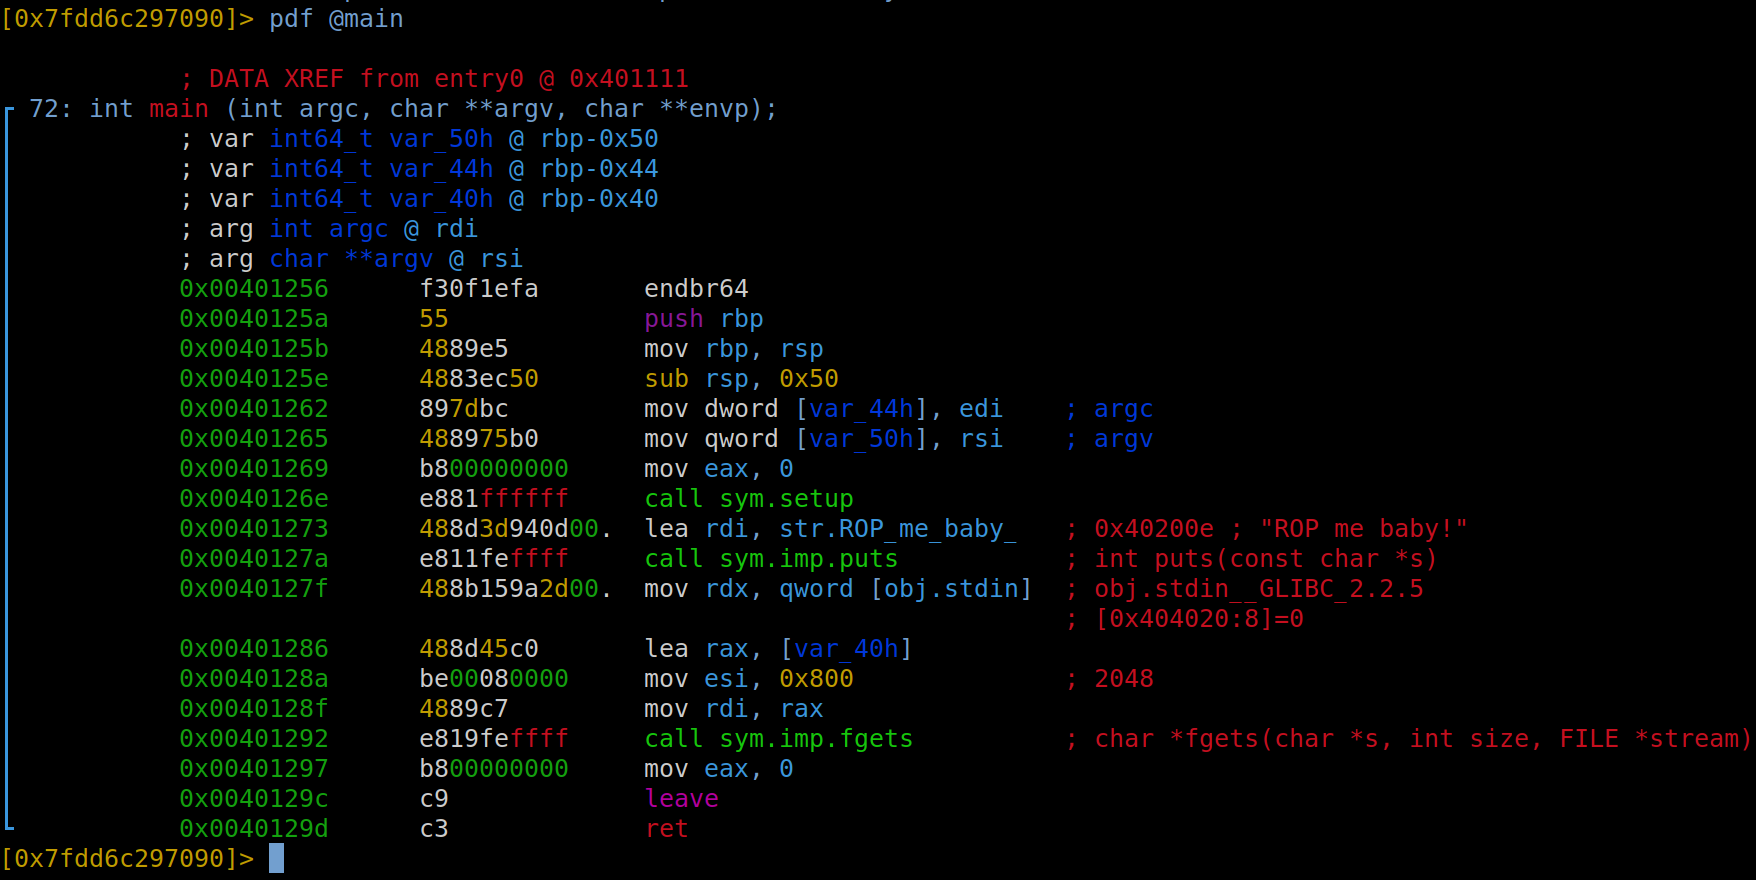 [0x7fdd6c297090]> pdf @main
; DATA XREF from entry0 @ 0x401111
72: int main (int argc, char **argv, char **envp);
; var int64_t var_50h @ rbp-0x50
; var int64_t var_44h @ rbp-0x44
; var int64_t var_40h @ rbp-0x40
; arg int argc @ rdi
; arg char **argv @ rsi
0x00401256 f30f1efa endbr64
0x0040125a 55 push rbp
0x0040125b 4889e5 mov rbp, rsp
0x0040125e 4883ec50 sub rsp, 0x50
0x00401262 897dbc mov dword [var_44h], edi ; argc
0x00401265 488975b0 mov qword [var_50h], rsi ; argv
0x00401269 b800000000 mov eax, 0
0x0040126e e881ffffff call sym.setup
0x00401273 488d3d940d00. lea rdi, str.ROP_me_baby_ ; 0x40200e ; "ROP me baby!"
0x0040127a e811feffff call sym.imp.puts ; int puts(const char *s)
0x0040127f 488b159a2d00. mov rdx, qword [obj.stdin] ; obj.stdin__GLIBC_2.2.5
; [0x404020:8]=0
0x00401286 488d45c0 lea rax, [var_40h]
0x0040128a be00080000 mov esi, 0x800 ; 2048
0x0040128f 4889c7 mov rdi, rax
0x00401292 e819feffff call sym.imp.fgets ; char *fgets(char *s, int size, FILE *stream)
0x00401297 b800000000 mov eax, 0
0x0040129c c9 leave
0x0040129d c3 ret
[0x7fdd6c297090]>